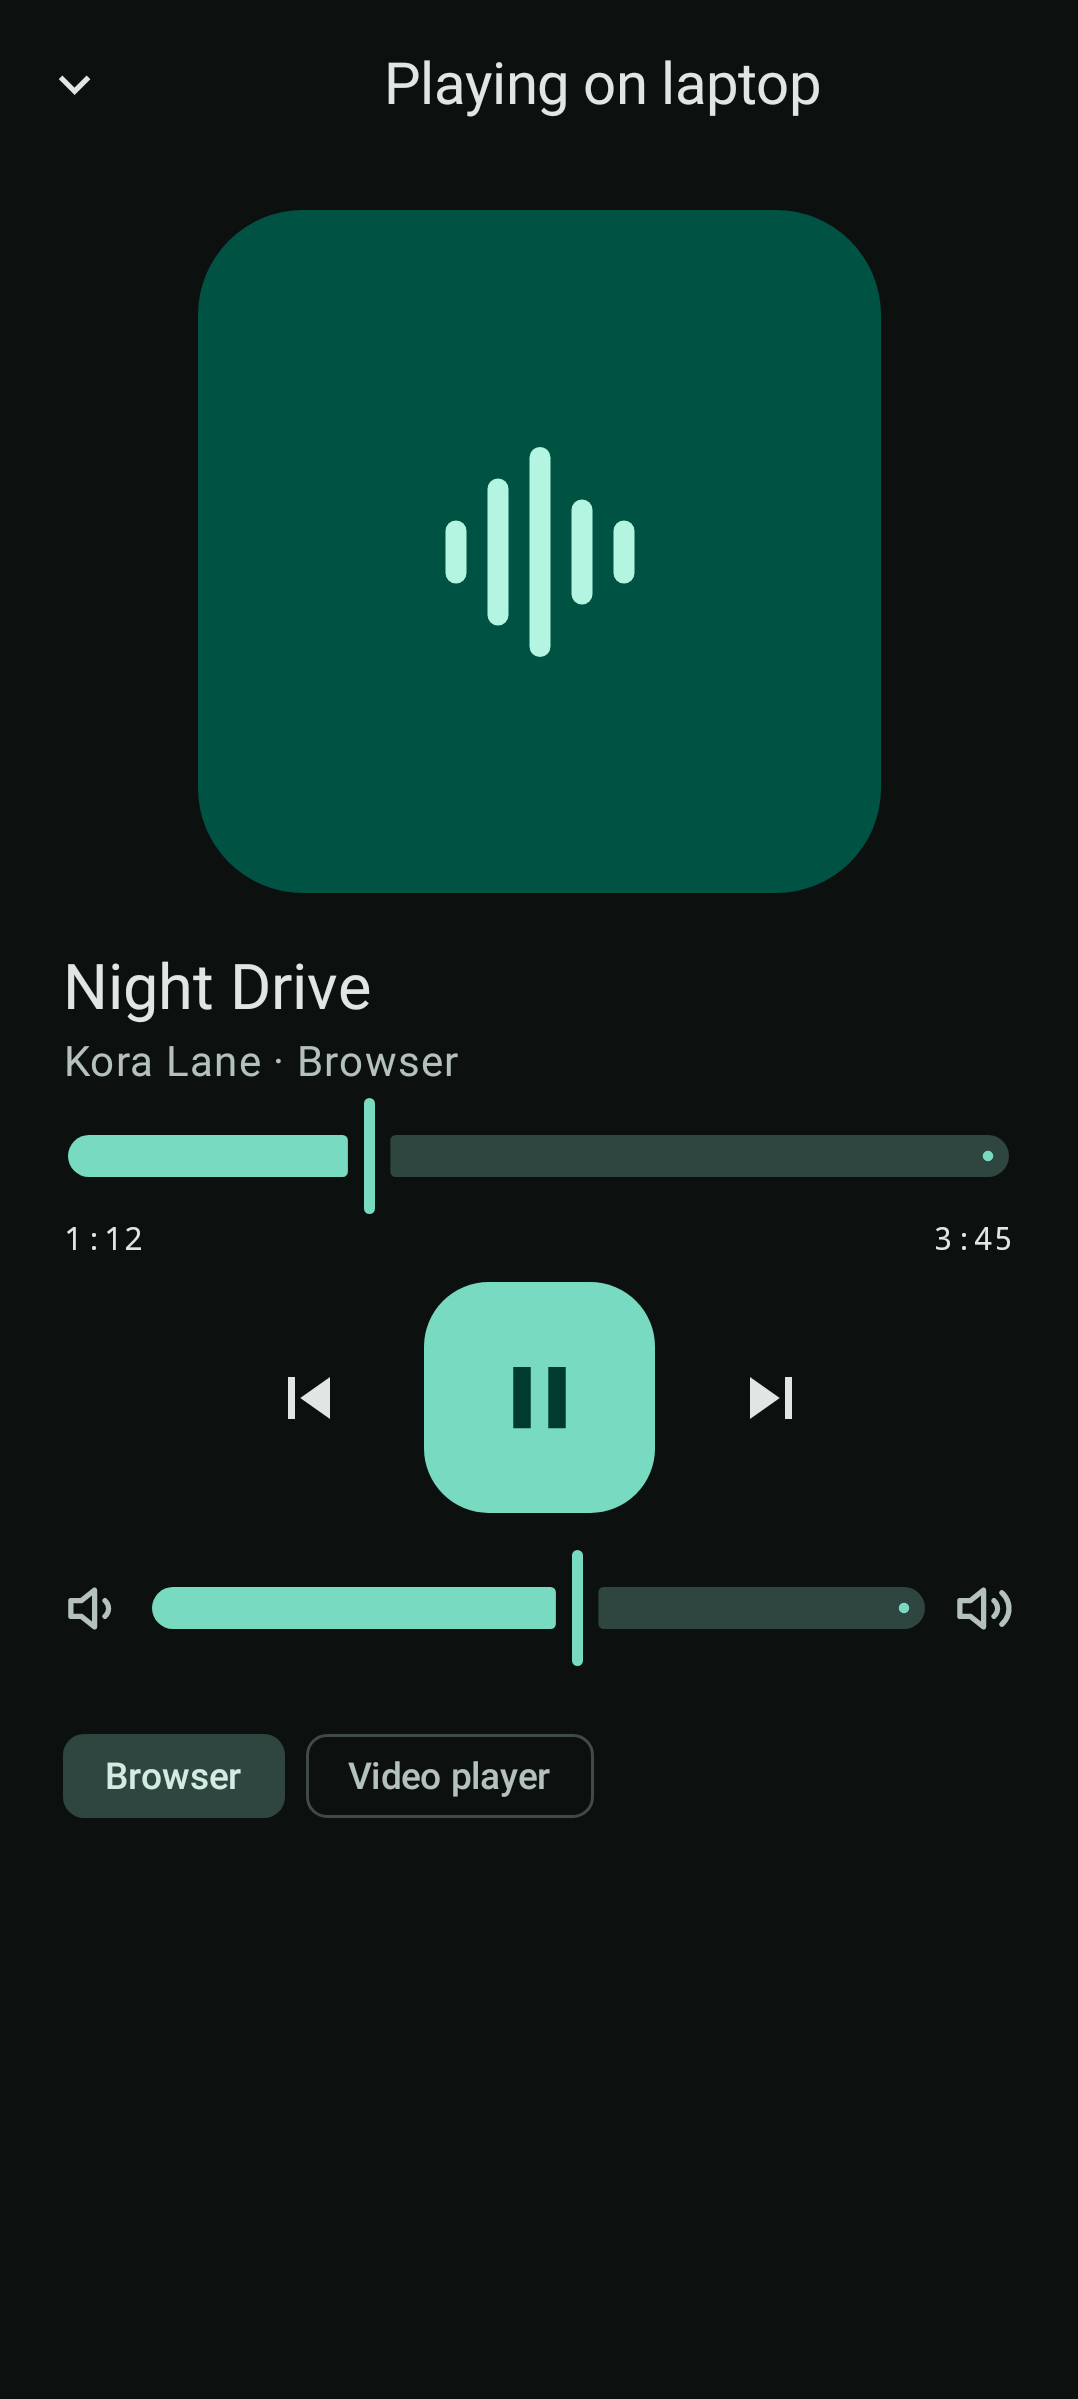 Playing on laptop
Night Drive
Kora Lane · Browser
1:12
3:45
Browser
Video player